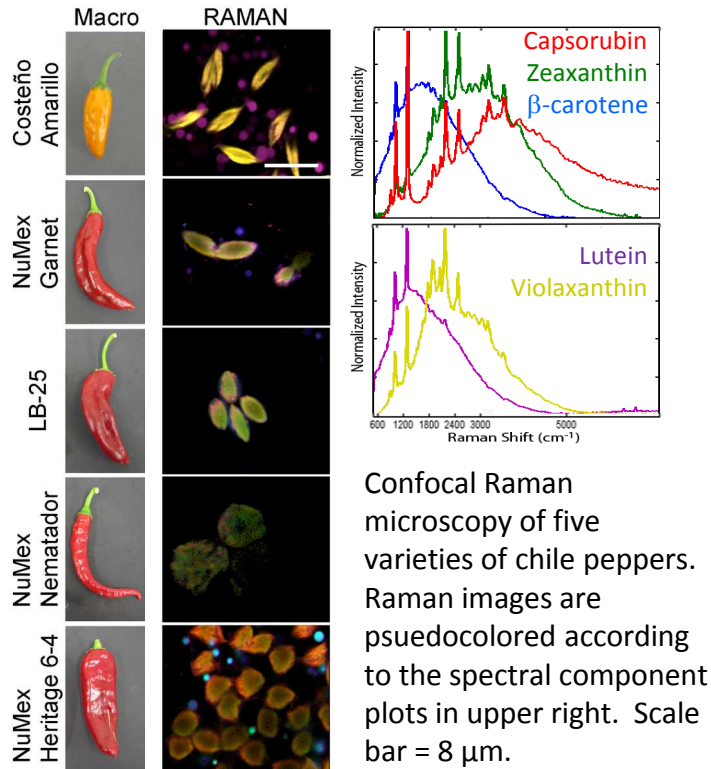 Macro RAMAN
Costeño
Amarillo
NuMex
Garnet
LB-25
NuMex
Nematador
NuMex
Heritage 6-4
Capsorubin
Zeaxanthin
β-carotene
Normalized Intensity
Lutein
Violaxanthin
Normalized Intensity
600 1200 1800 2400 3000 5000
Raman Shift (cm⁻¹)
Confocal Raman
microscopy of five
varieties of chile peppers.
Raman images are
psuedocolored according
to the spectral component
plots in upper right. Scale
bar = 8 μm.